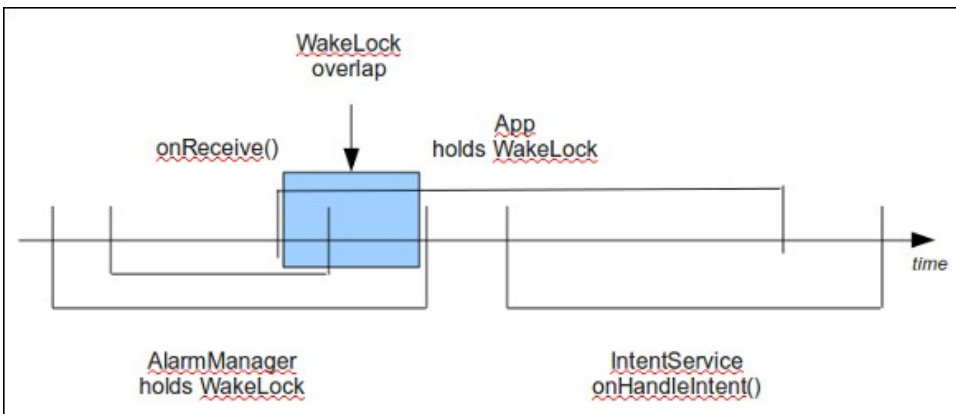 WakeLock
overlap
onReceive()
App
holds WakeLock
time
AlarmManager
holds WakeLock
IntentService
onHandleIntent()